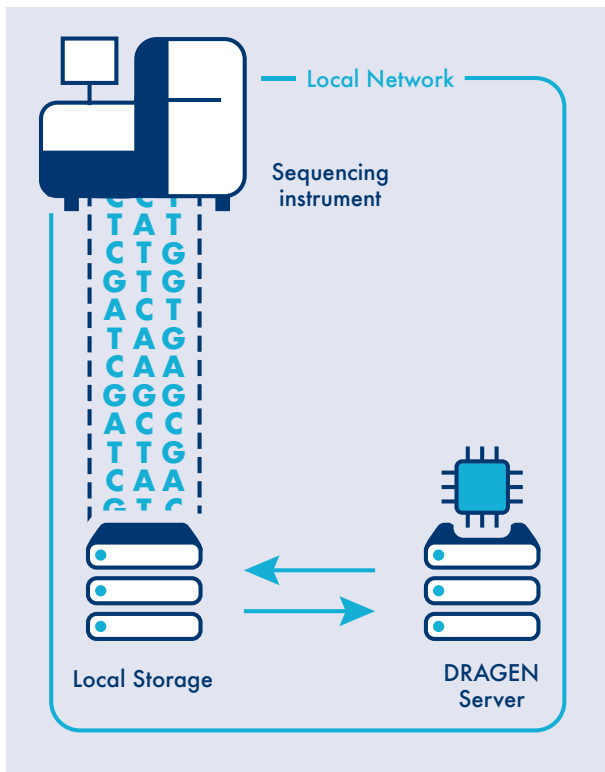 Local Network
Sequencing
instrument
C C T
T A T
C T G
G T G
A C T
T A G
C A A
G G G
A C C
T T G
C A A
G T C
Local Storage
DRAGEN
Server